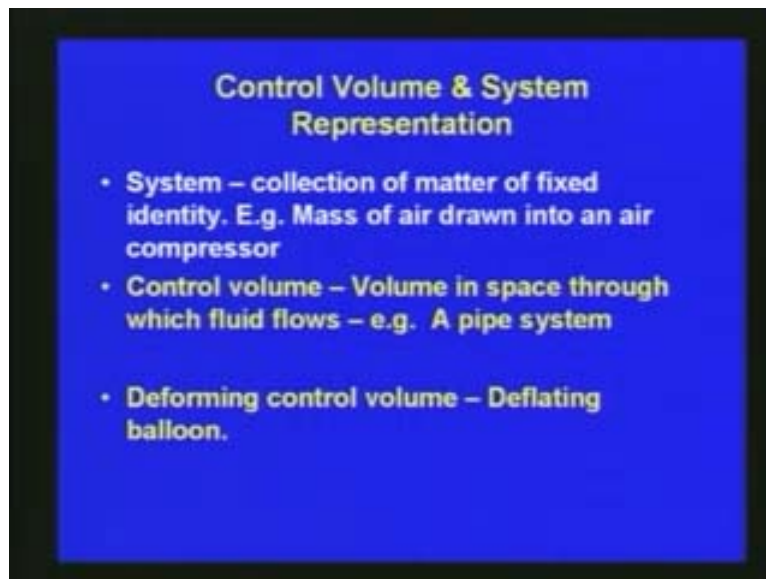 Control Volume & System
Representation
• System – collection of matter of fixed
identity. E.g. Mass of air drawn into an air
compressor
• Control volume – Volume in space through
which fluid flows – e.g. A pipe system
• Deforming control volume – Deflating
balloon.